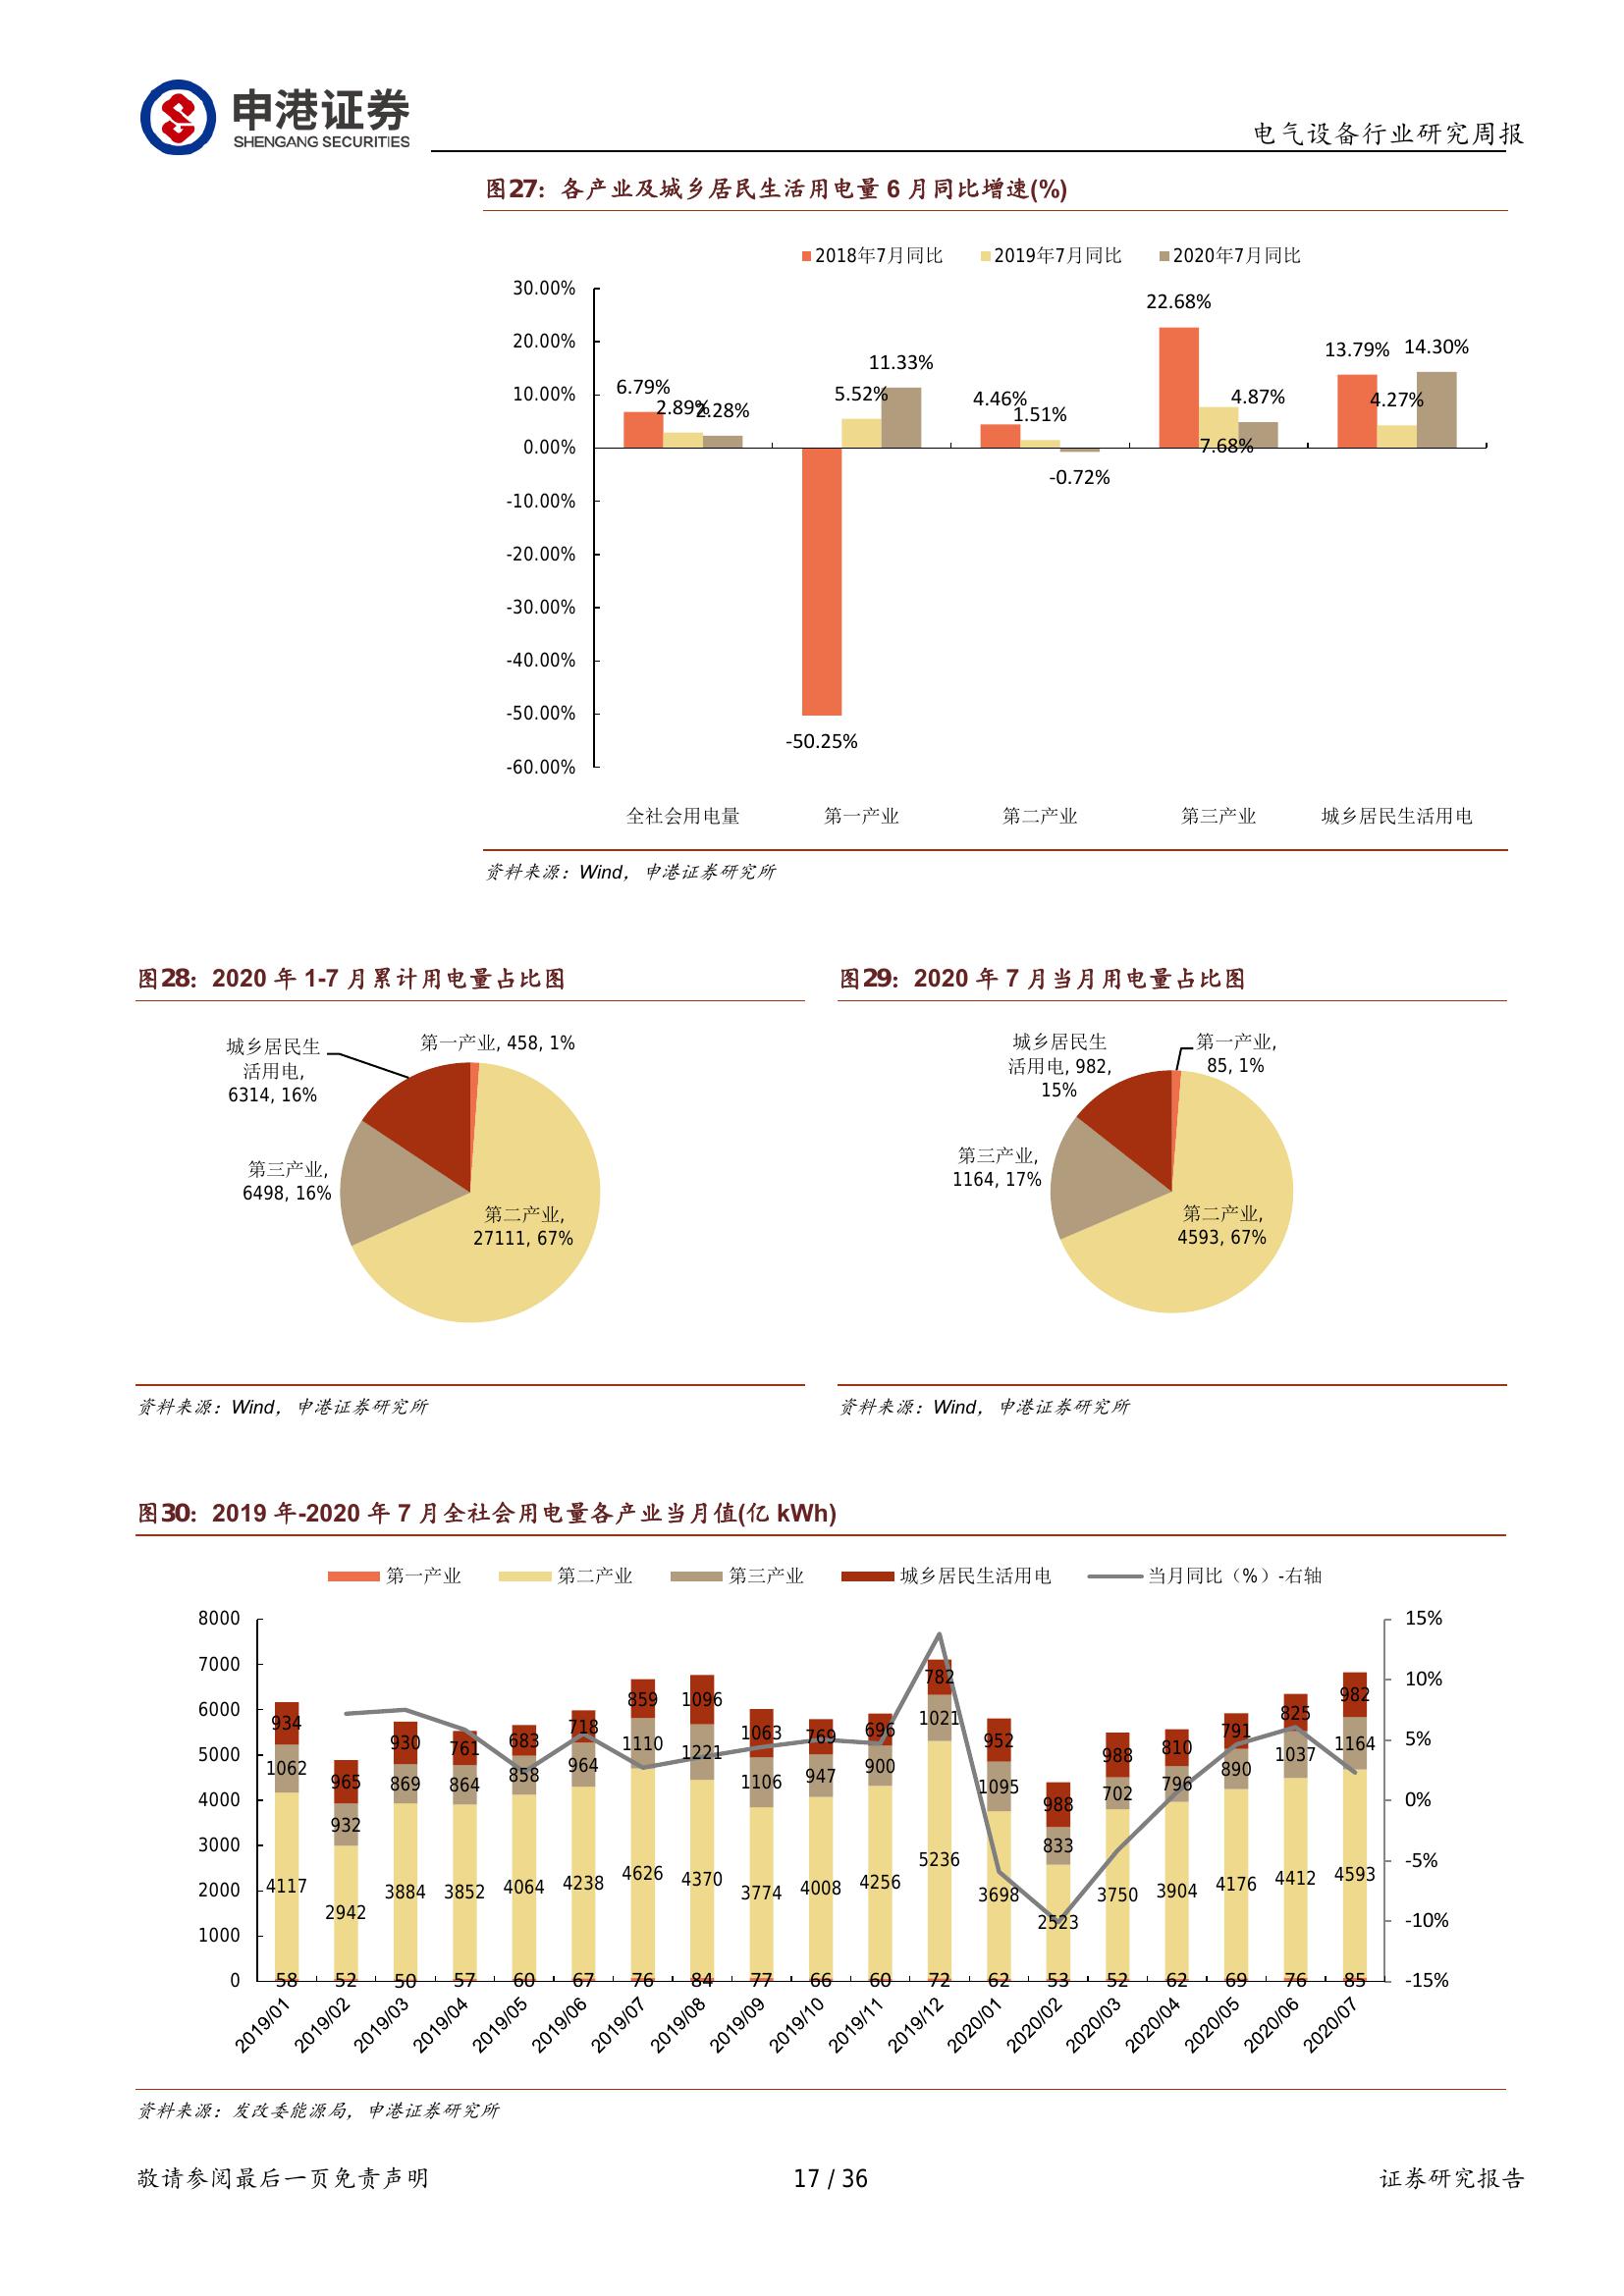 申港证券
SHENGANG SECURITIES
电气设备行业研究周报
图27：各产业及城乡居民生活用电量 6 月同比增速(%)
2018年7月同比 2019年7月同比 2020年7月同比
30.00%
20.00%
10.00%
0.00%
-10.00%
-20.00%
-30.00%
-40.00%
-50.00%
-60.00%
6.79% 2.89% 2.28%
-50.25% 5.52% 11.33%
4.46% 1.51% -0.72%
22.68% 7.68% 4.87%
13.79% 4.27% 14.30%
全社会用电量 第一产业 第二产业 第三产业 城乡居民生活用电
资料来源：Wind，申港证券研究所
图28：2020 年 1-7 月累计用电量占比图
城乡居民生
活用电,
6314, 16%
第一产业, 458, 1%
第三产业,
6498, 16%
第二产业,
27111, 67%
资料来源：Wind，申港证券研究所
图29：2020 年 7 月当月用电量占比图
城乡居民生
活用电, 982,
15%
第一产业,
85, 1%
第三产业,
1164, 17%
第二产业,
4593, 67%
资料来源：Wind，申港证券研究所
图30：2019 年-2020 年 7 月全社会用电量各产业当月值(亿 kWh)
第一产业 第二产业 第三产业 城乡居民生活用电 当月同比（%）-右轴
8000
7000
6000
5000
4000
3000
2000
1000
0
15%
10%
5%
0%
-5%
-10%
-15%
934 965 930 761 683 718 859 1096 1063 769 696 782 952 988 988 810 791 825 982
1062 932 869 864 858 964 1110 1221 1106 947 900 1021 1095 833 702 796 890 1037 1164
4117 2942 3884 3852 4064 4238 4626 4370 3774 4008 4256 5236 3698 2523 3750 3904 4176 4412 4593
58 52 50 57 60 67 76 84 77 66 60 72 62 53 52 62 69 76 85
2019/01 2019/02 2019/03 2019/04 2019/05 2019/06 2019/07 2019/08 2019/09 2019/10 2019/11 2019/12 2020/01 2020/02 2020/03 2020/04 2020/05 2020/06 2020/07
资料来源：发改委能源局，申港证券研究所
敬请参阅最后一页免责声明
17 / 36
证券研究报告